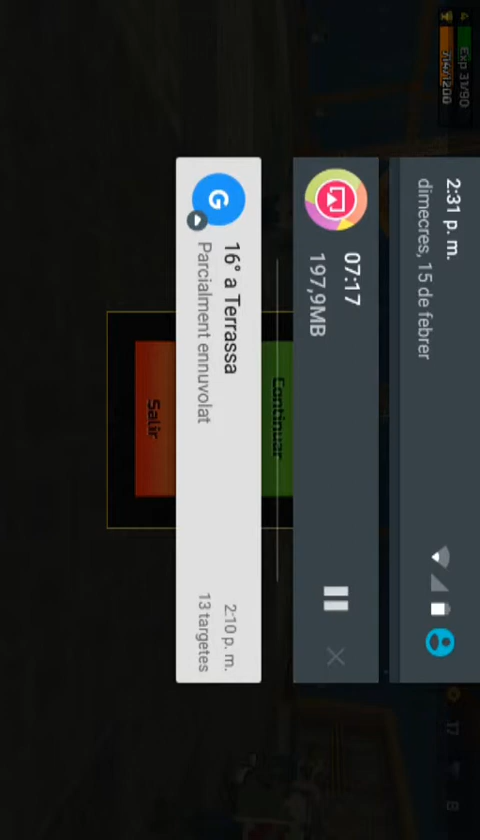 2:31 p. m.
dimecres, 15 de febrer
07:17
197,9MB
G
16° a Terrassa
Parcialment ennuvolat
2:10 p. m.
13 targetes
Continuar
Salir
Exp 31/90